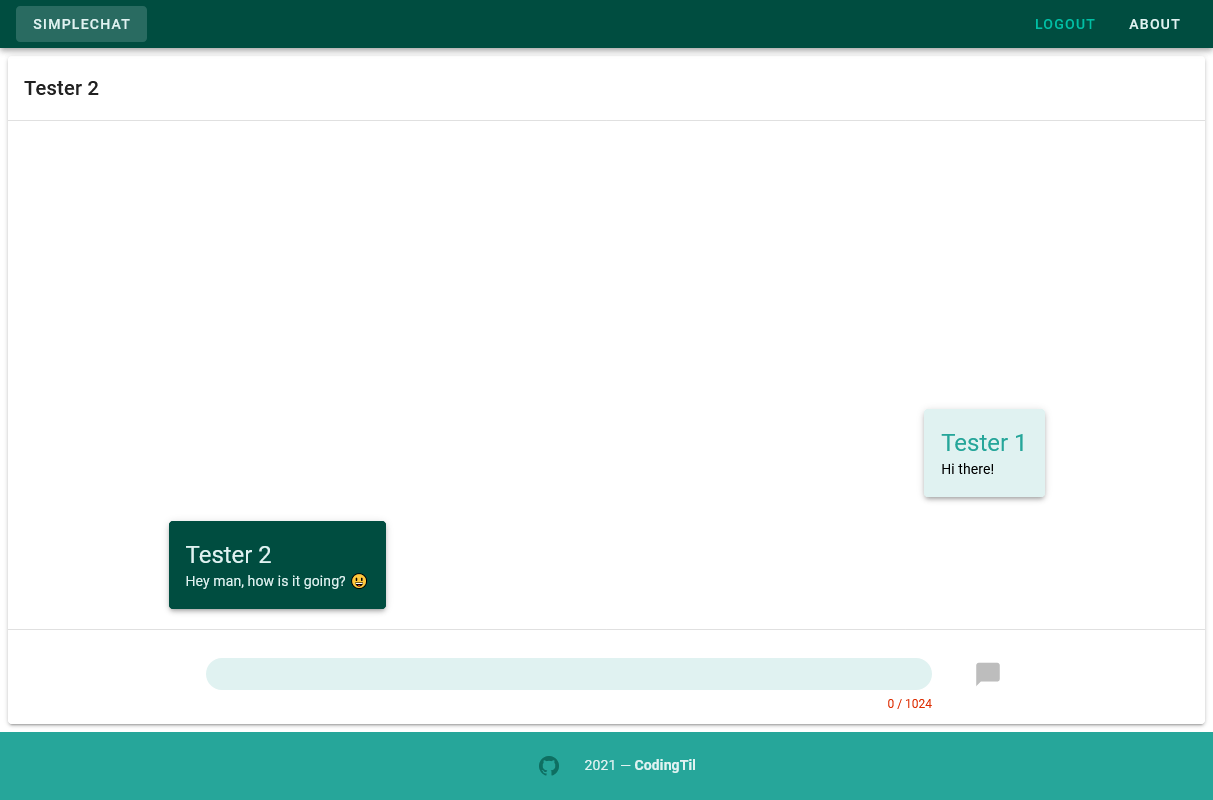 SIMPLECHAT LOGOUT ABOUT
Tester 2
Tester 1
Hi there!
Tester 2
Hey man, how is it going? 😃
0 / 1024
2021 — CodingTil